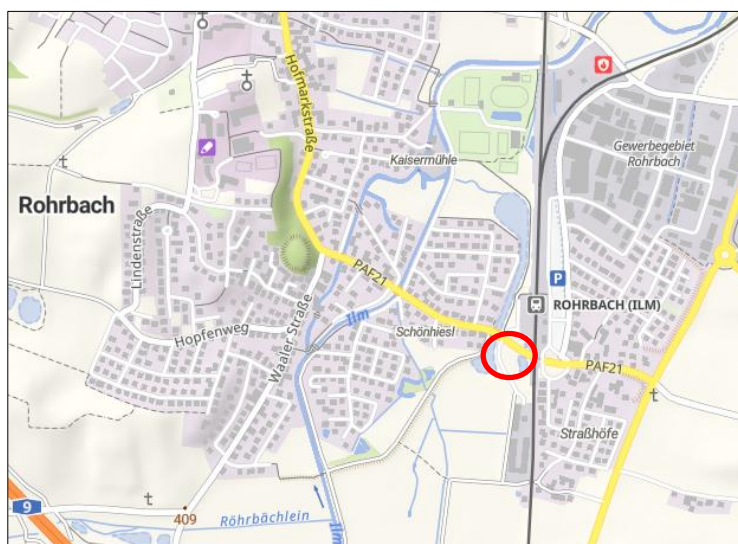 Hofmarkstraße
Kaisermühle
Gewerbegebiet
Rohrbach
Rohrbach
Lindenstraße
PAF21
P
ROHRBACH (ILM)
Ilm
Hopfenweg
Waaler Straße
Schönhiesl
PAF21
Straßhöfe
9
409
Röhrbächlein
Ilm